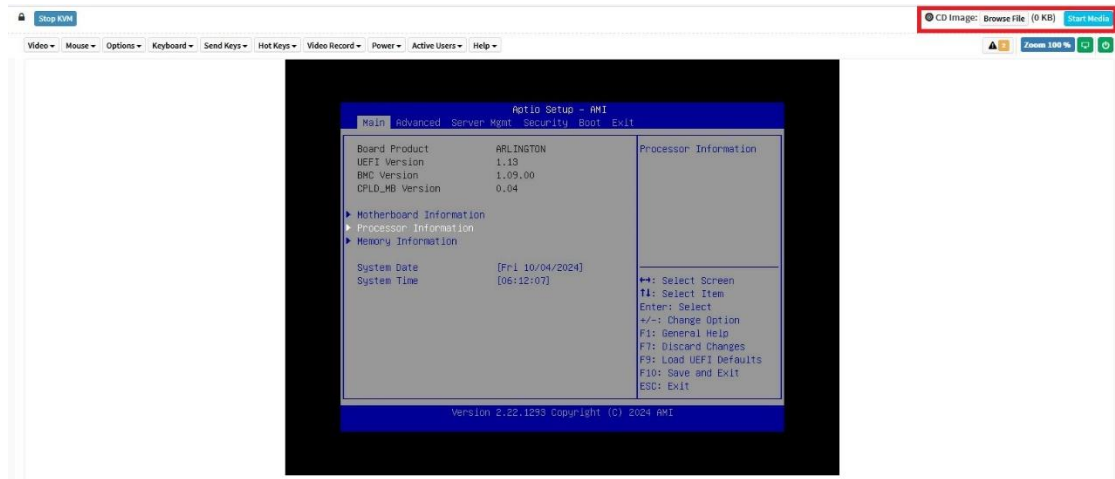 Stop KVM
CD Image: Browse File (0 KB) Start Media
Video Mouse Options Keyboard Send Keys Hot Keys Video Record Power Active Users Help
Zoom 100 %
Aptio Setup - AMI
Main Advanced Server Mgmt Security Boot Exit
Board Product ARLINGTON
UEFI Version 1.13
BMC Version 1.09.00
CPLD_MB Version 0.04
Motherboard Information
Processor Information
Memory Information
System Date [Fri 10/04/2024]
System Time [06:12:07]
Processor Information
→←: Select Screen
↑↓: Select Item
Enter: Select
+/-: Change Option
F1: General Help
F7: Discard Changes
F9: Load UEFI Defaults
F10: Save and Exit
ESC: Exit
Version 2.22.1293 Copyright (C) 2024 AMI